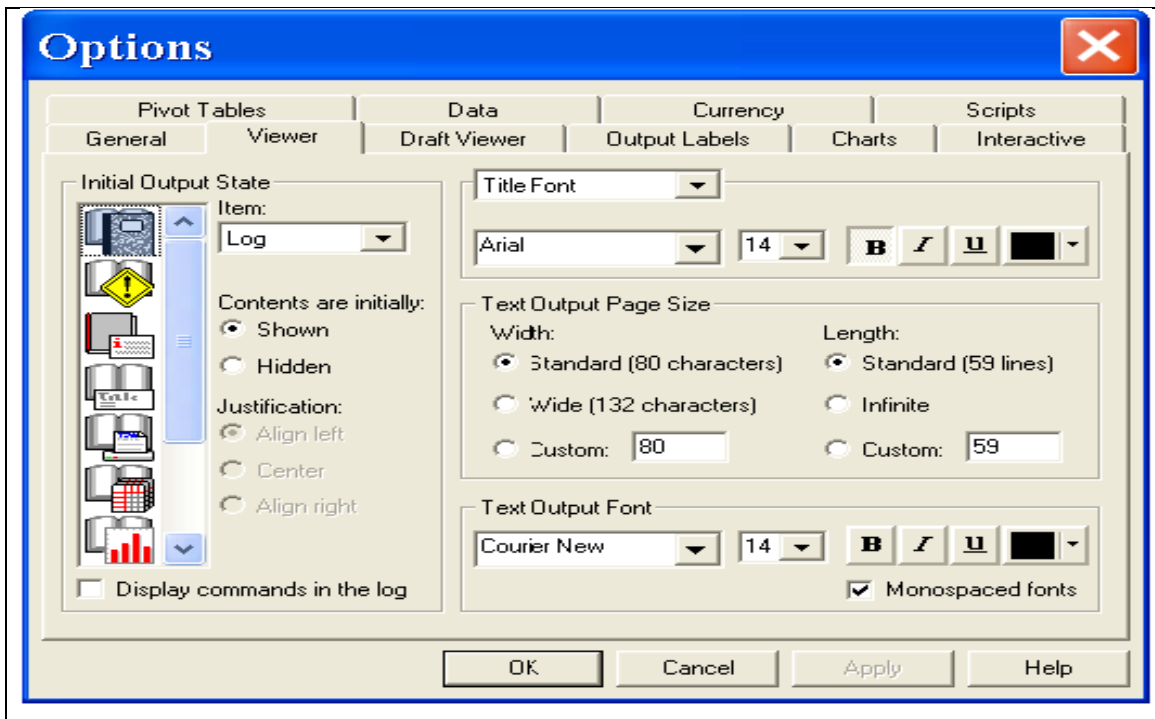 Options
Pivot Tables Data Currency Scripts
General Viewer Draft Viewer Output Labels Charts Interactive
Initial Output State
Item:
Log
Contents are initially:
Shown
Hidden
Justification:
Align left
Center
Align right
Display commands in the log
Title Font
Arial 14 B I U
Text Output Page Size
Width: Length:
Standard (80 characters) Standard (59 lines)
Wide (132 characters) Infinite
Custom: 80 Custom: 59
Text Output Font
Courier New 14 B I U
Monospaced fonts
OK Cancel Apply Help